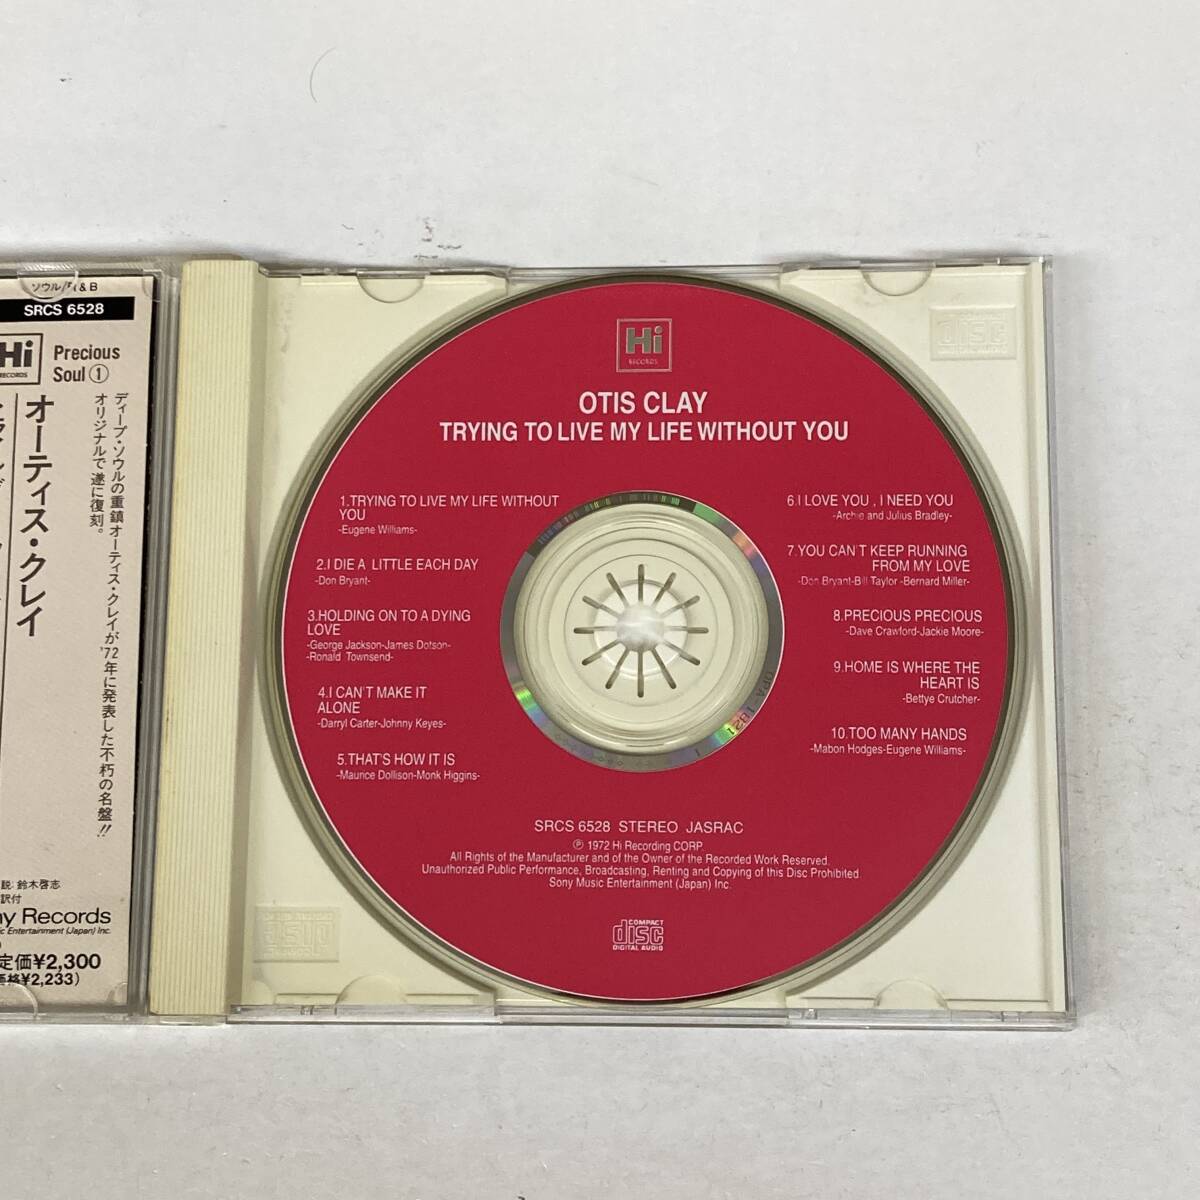 ソウル/R & B
SRCS 6528
Hi
RECORDS
Precious
Soul ①
オーティス・クレイ
ディープ・ソウルの重鎮オーティス・クレイが'72年に発表した不朽の名盤!!
オリジナルで遂に復刻。
説: 鈴木啓志
訳付
ny Records
ic Entertainment (Japan) Inc.
定価¥2,300
価格¥2,233)
Hi
RECORDS
OTIS CLAY
TRYING TO LIVE MY LIFE WITHOUT YOU
1.TRYING TO LIVE MY LIFE WITHOUT
YOU
-Eugene Williams-
2.I DIE A LITTLE EACH DAY
-Don Bryant-
3.HOLDING ON TO A DYING
LOVE
-George Jackson-James Dotson-
-Ronald Townsend-
4.I CAN'T MAKE IT
ALONE
-Darryl Carter-Johnny Keyes-
5.THAT'S HOW IT IS
-Maurice Dollison-Monk Higgins-
6.I LOVE YOU , I NEED YOU
-Archie and Julius Bradley-
7.YOU CAN'T KEEP RUNNING
FROM MY LOVE
-Don Bryant-Bill Taylor -Bernard Miller-
8.PRECIOUS PRECIOUS
-Dave Crawford-Jackie Moore-
9.HOME IS WHERE THE
HEART IS
-Bettye Crutcher-
10.TOO MANY HANDS
-Mabon Hodges-Eugene Williams-
SRCS 6528 STEREO JASRAC
Ⓟ 1972 Hi Recording CORP.
All Rights of the Manufacturer and of the Owner of the Recorded Work Reserved.
Unauthorized Public Performance, Broadcasting, Renting and Copying of this Disc Prohibited.
Sony Music Entertainment (Japan) Inc.
COMPACT
disc
DIGITAL AUDIO
COMPACT
disc
DIGITAL AUDIO